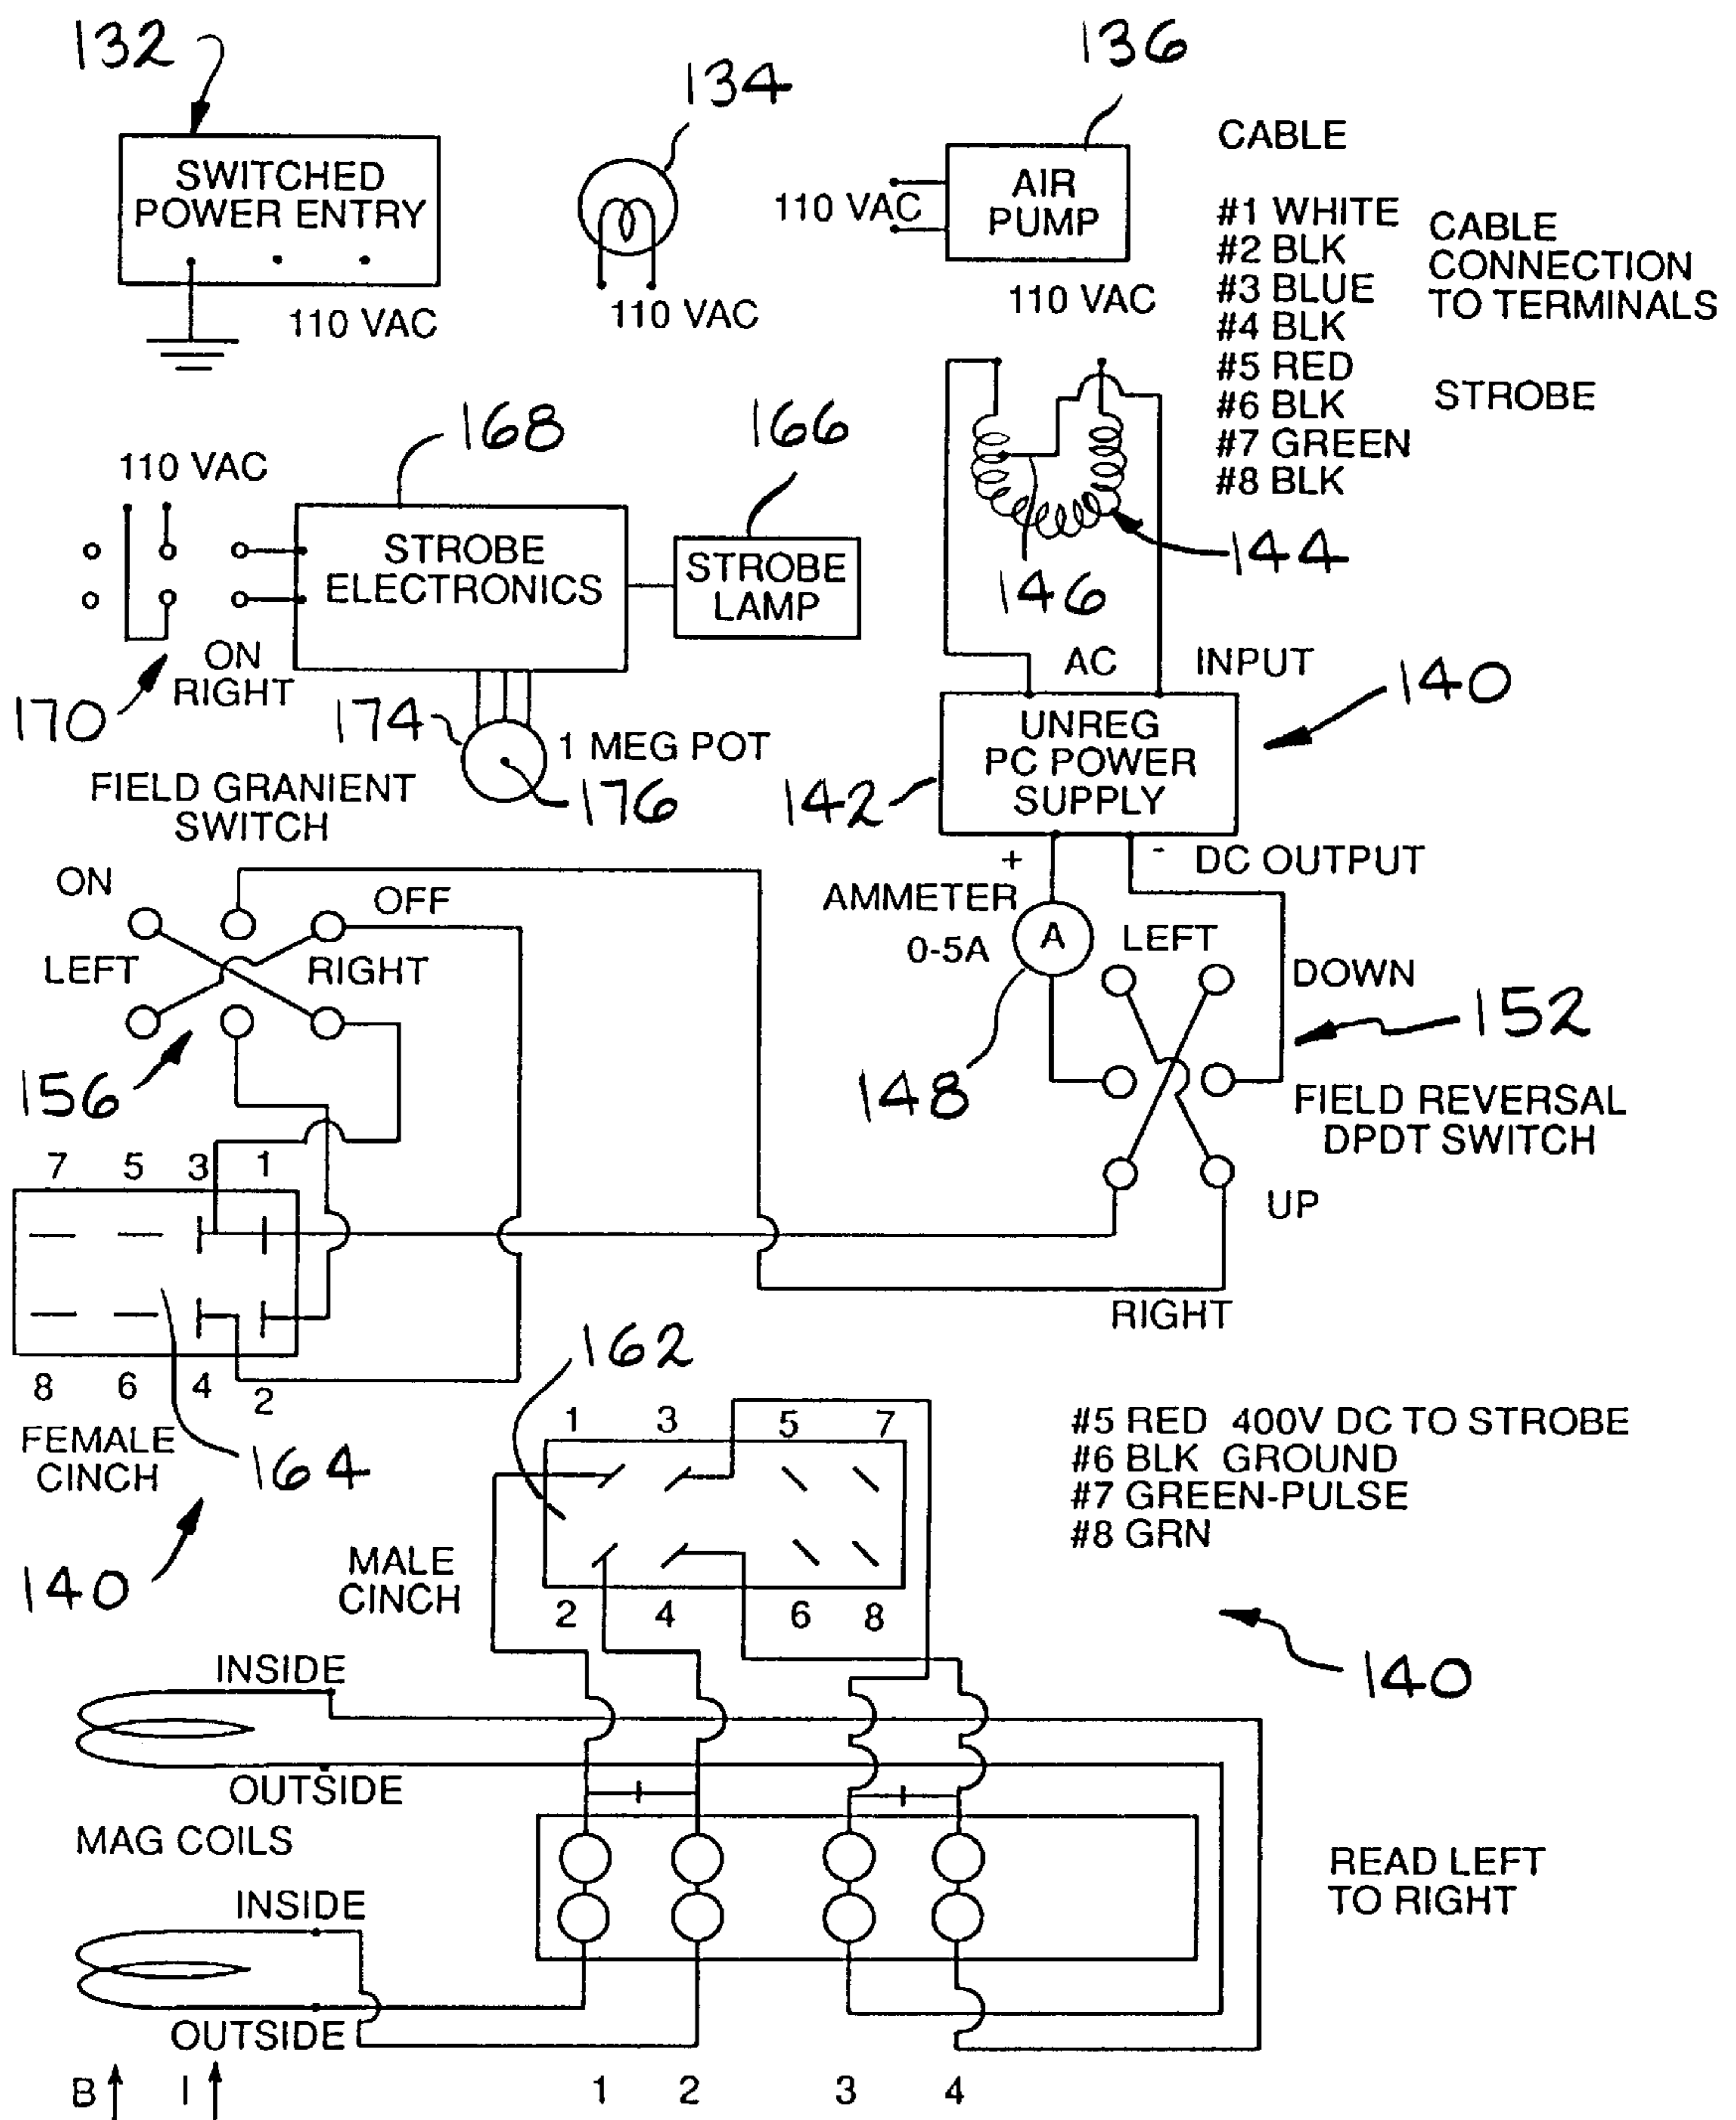 132
134
136
SWITCHED
POWER ENTRY
110 VAC
110 VAC
110 VAC
AIR
PUMP
110 VAC
CABLE
#1 WHITE
#2 BLK
#3 BLUE
#4 BLK
#5 RED
#6 BLK
#7 GREEN
#8 BLK
CABLE
CONNECTION
TO TERMINALS
STROBE
168
166
110 VAC
STROBE
ELECTRONICS
STROBE
LAMP
144
146
ON
RIGHT
170
174
1 MEG POT
176
AC
INPUT
140
UNREG
PC POWER
SUPPLY
142
FIELD GRANIENT
SWITCH
+
-
DC OUTPUT
ON
OFF
LEFT
RIGHT
156
AMMETER
0-5A
A
LEFT
DOWN
152
148
FIELD REVERSAL
DPDT SWITCH
UP
RIGHT
7 5 3 1
8 6 4 2
FEMALE
CINCH
164
140
162
1 3 5 7
MALE
CINCH
2 4 6 8
#5 RED 400V DC TO STROBE
#6 BLK GROUND
#7 GREEN-PULSE
#8 GRN
140
INSIDE
OUTSIDE
MAG COILS
INSIDE
OUTSIDE
READ LEFT
TO RIGHT
B I
1 2 3 4